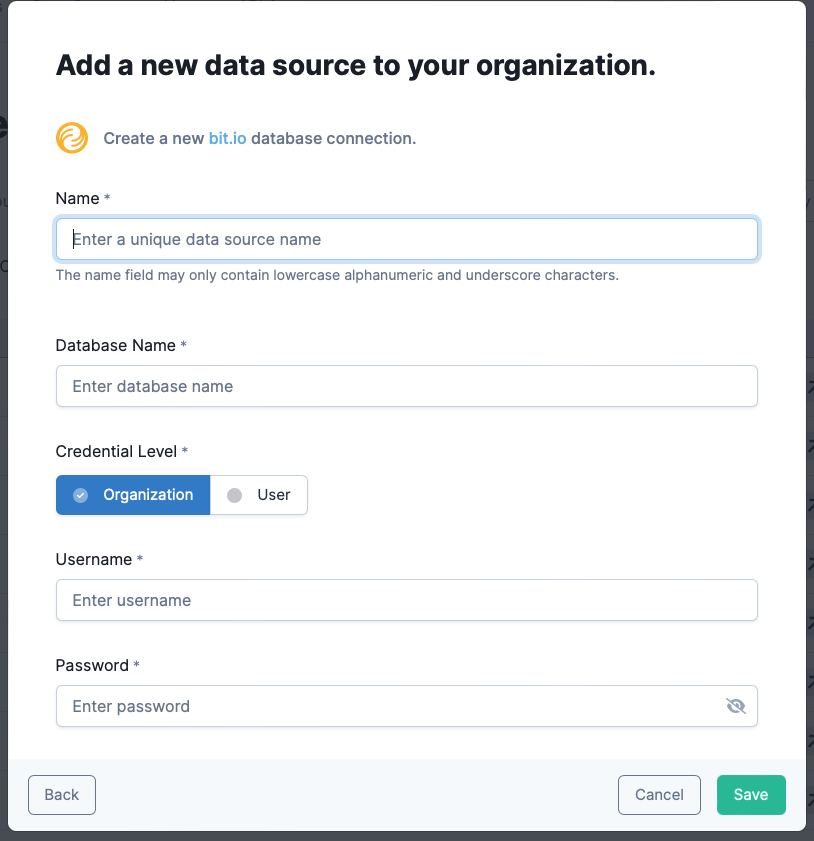 Add a new data source to your organization.
Create a new bit.io database connection.
Name *
Enter a unique data source name
The name field may only contain lowercase alphanumeric and underscore characters.
Database Name *
Enter database name
Credential Level *
Organization
User
Username *
Enter username
Password *
Enter password
Back
Cancel
Save